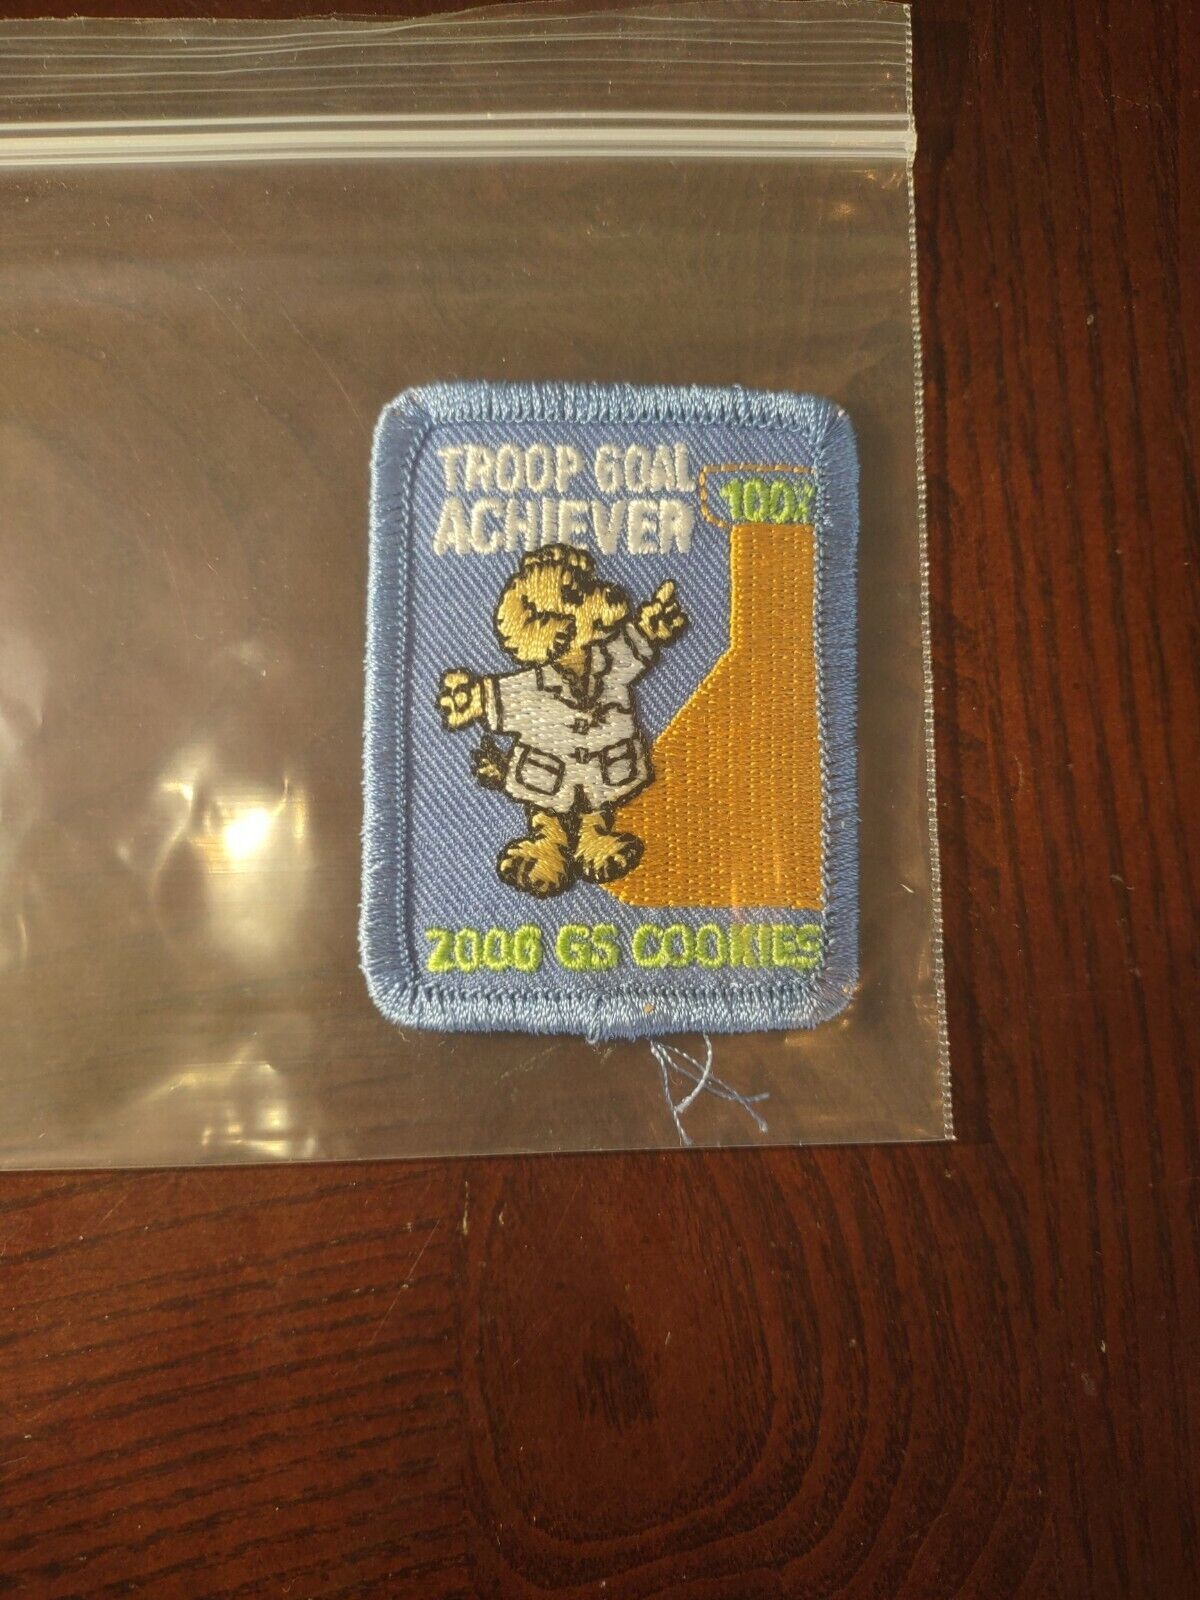 TROOP GOAL
ACHIEVER
100%
2006 GS COOKIES